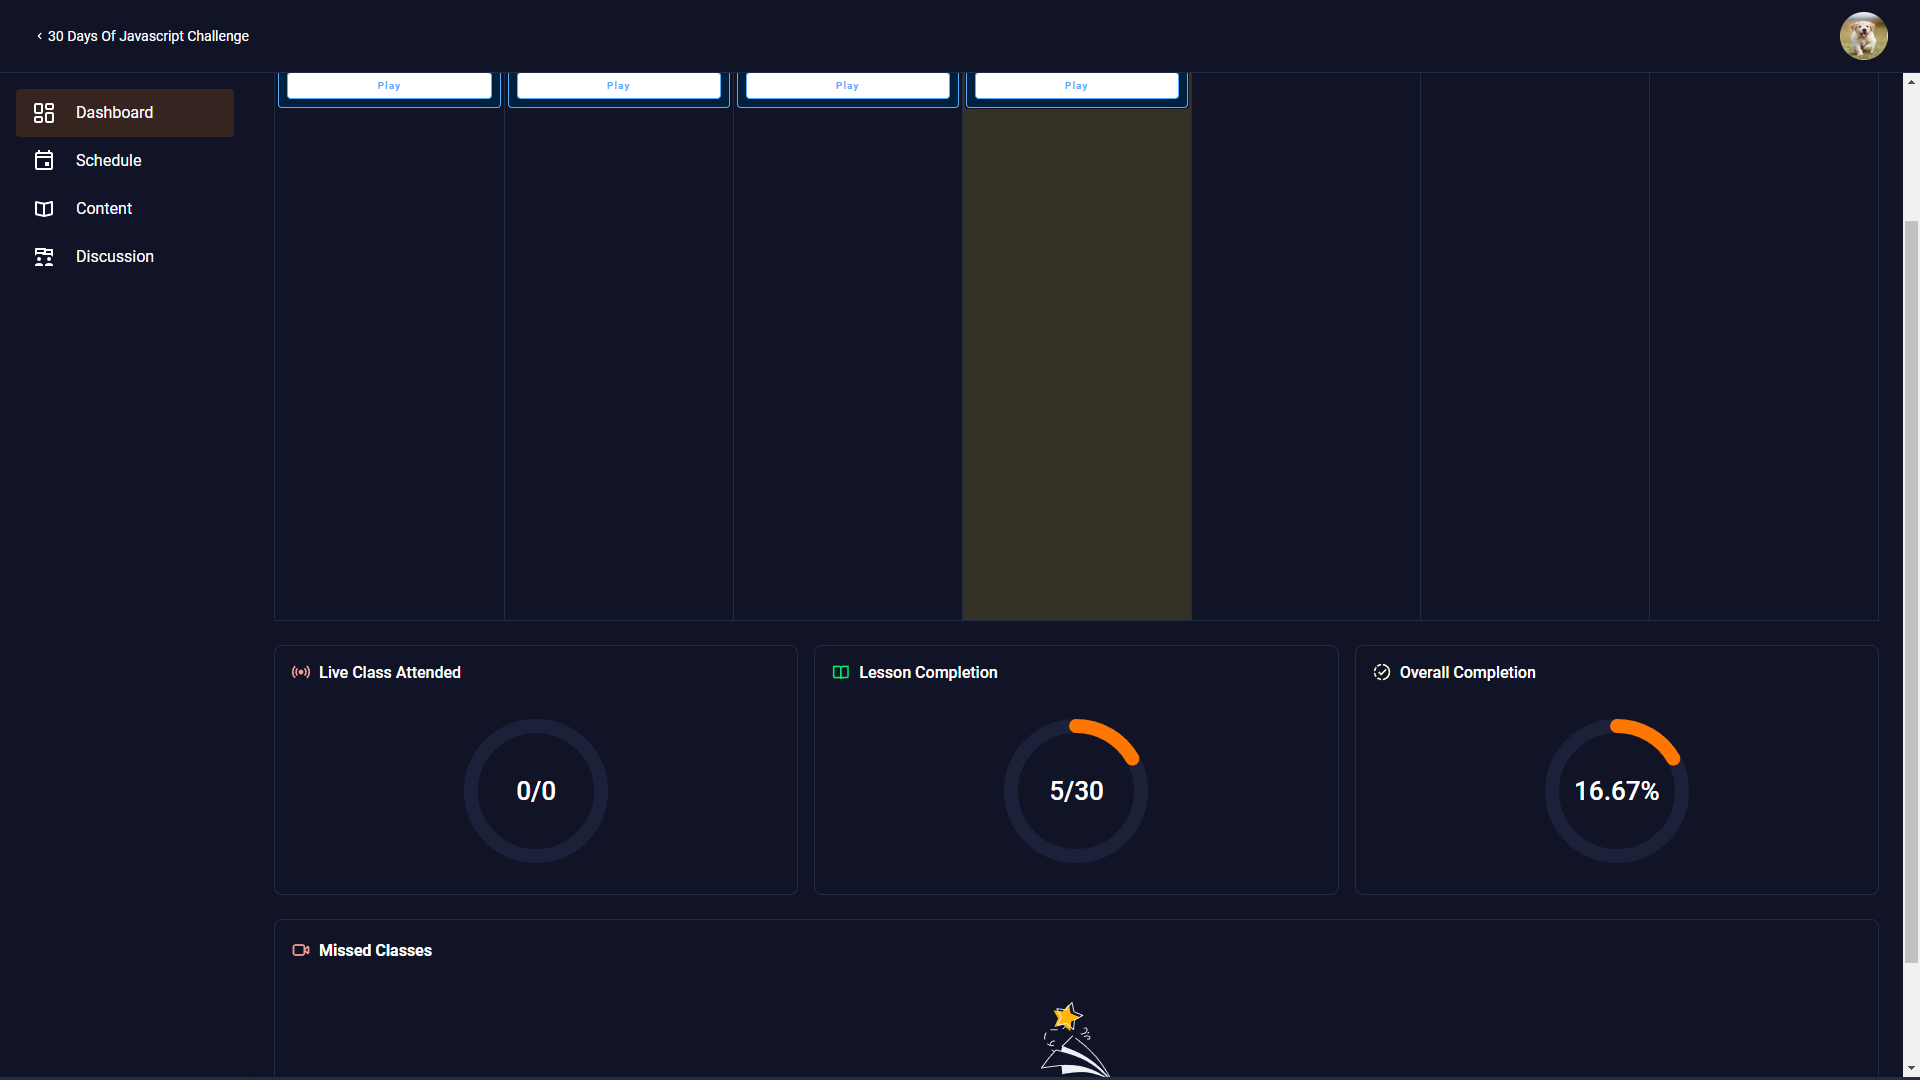 30 Days Of Javascript Challenge
Dashboard
Schedule
Content
Discussion
Play
Play
Play
Play
Live Class Attended
0/0
Lesson Completion
5/30
Overall Completion
16.67%
Missed Classes